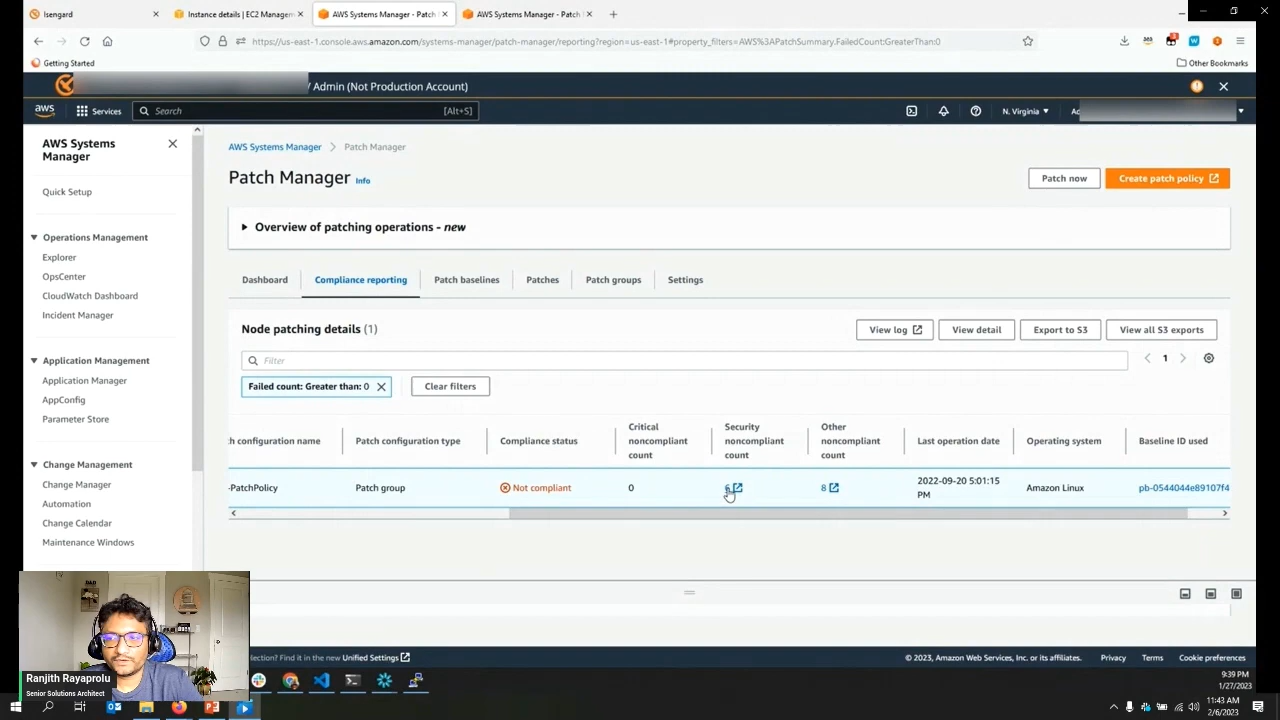 Isengard
Instance details | EC2 Managem
AWS Systems Manager - Patch
AWS Systems Manager - Patch
https://us-east-1.console.aws.amazon.com/systems-manager/patch-manager/reporting?region=us-east-1#property_filters=AWS%3APatchSummary.FailedCount:GreaterThan:0
Getting Started
Other Bookmarks
/ Admin (Not Production Account)
aws
Services
Search
[Alt+S]
N. Virginia
AWS Systems
Manager
AWS Systems Manager
Patch Manager
Patch Manager
Info
Patch now
Create patch policy
Quick Setup
Overview of patching operations - new
Operations Management
Explorer
OpsCenter
CloudWatch Dashboard
Incident Manager
Dashboard
Compliance reporting
Patch baselines
Patches
Patch groups
Settings
Node patching details (1)
View log
View detail
Export to S3
View all S3 exports
Filter
1
Failed count: Greater than: 0
Clear filters
Application Management
Application Manager
AppConfig
Parameter Store
ch configuration name
Patch configuration type
Compliance status
Critical
noncompliant
count
Security
noncompliant
count
Other
noncompliant
count
Last operation date
Operating system
Baseline ID used
-PatchPolicy
Patch group
Not compliant
0
8
2022-09-20 5:01:15
PM
Amazon Linux
pb-0544044e89107f4
Change Management
Change Manager
Automation
Change Calendar
Maintenance Windows
DAD
Ranjith Rayaprolu
Senior Solutions Architect
lection? Find it in the new Unified Settings
© 2023, Amazon Web Services, Inc. or its affiliates.
Privacy
Terms
Cookie preferences
9:39 PM
1/27/2023
11:43 AM
2/6/2023